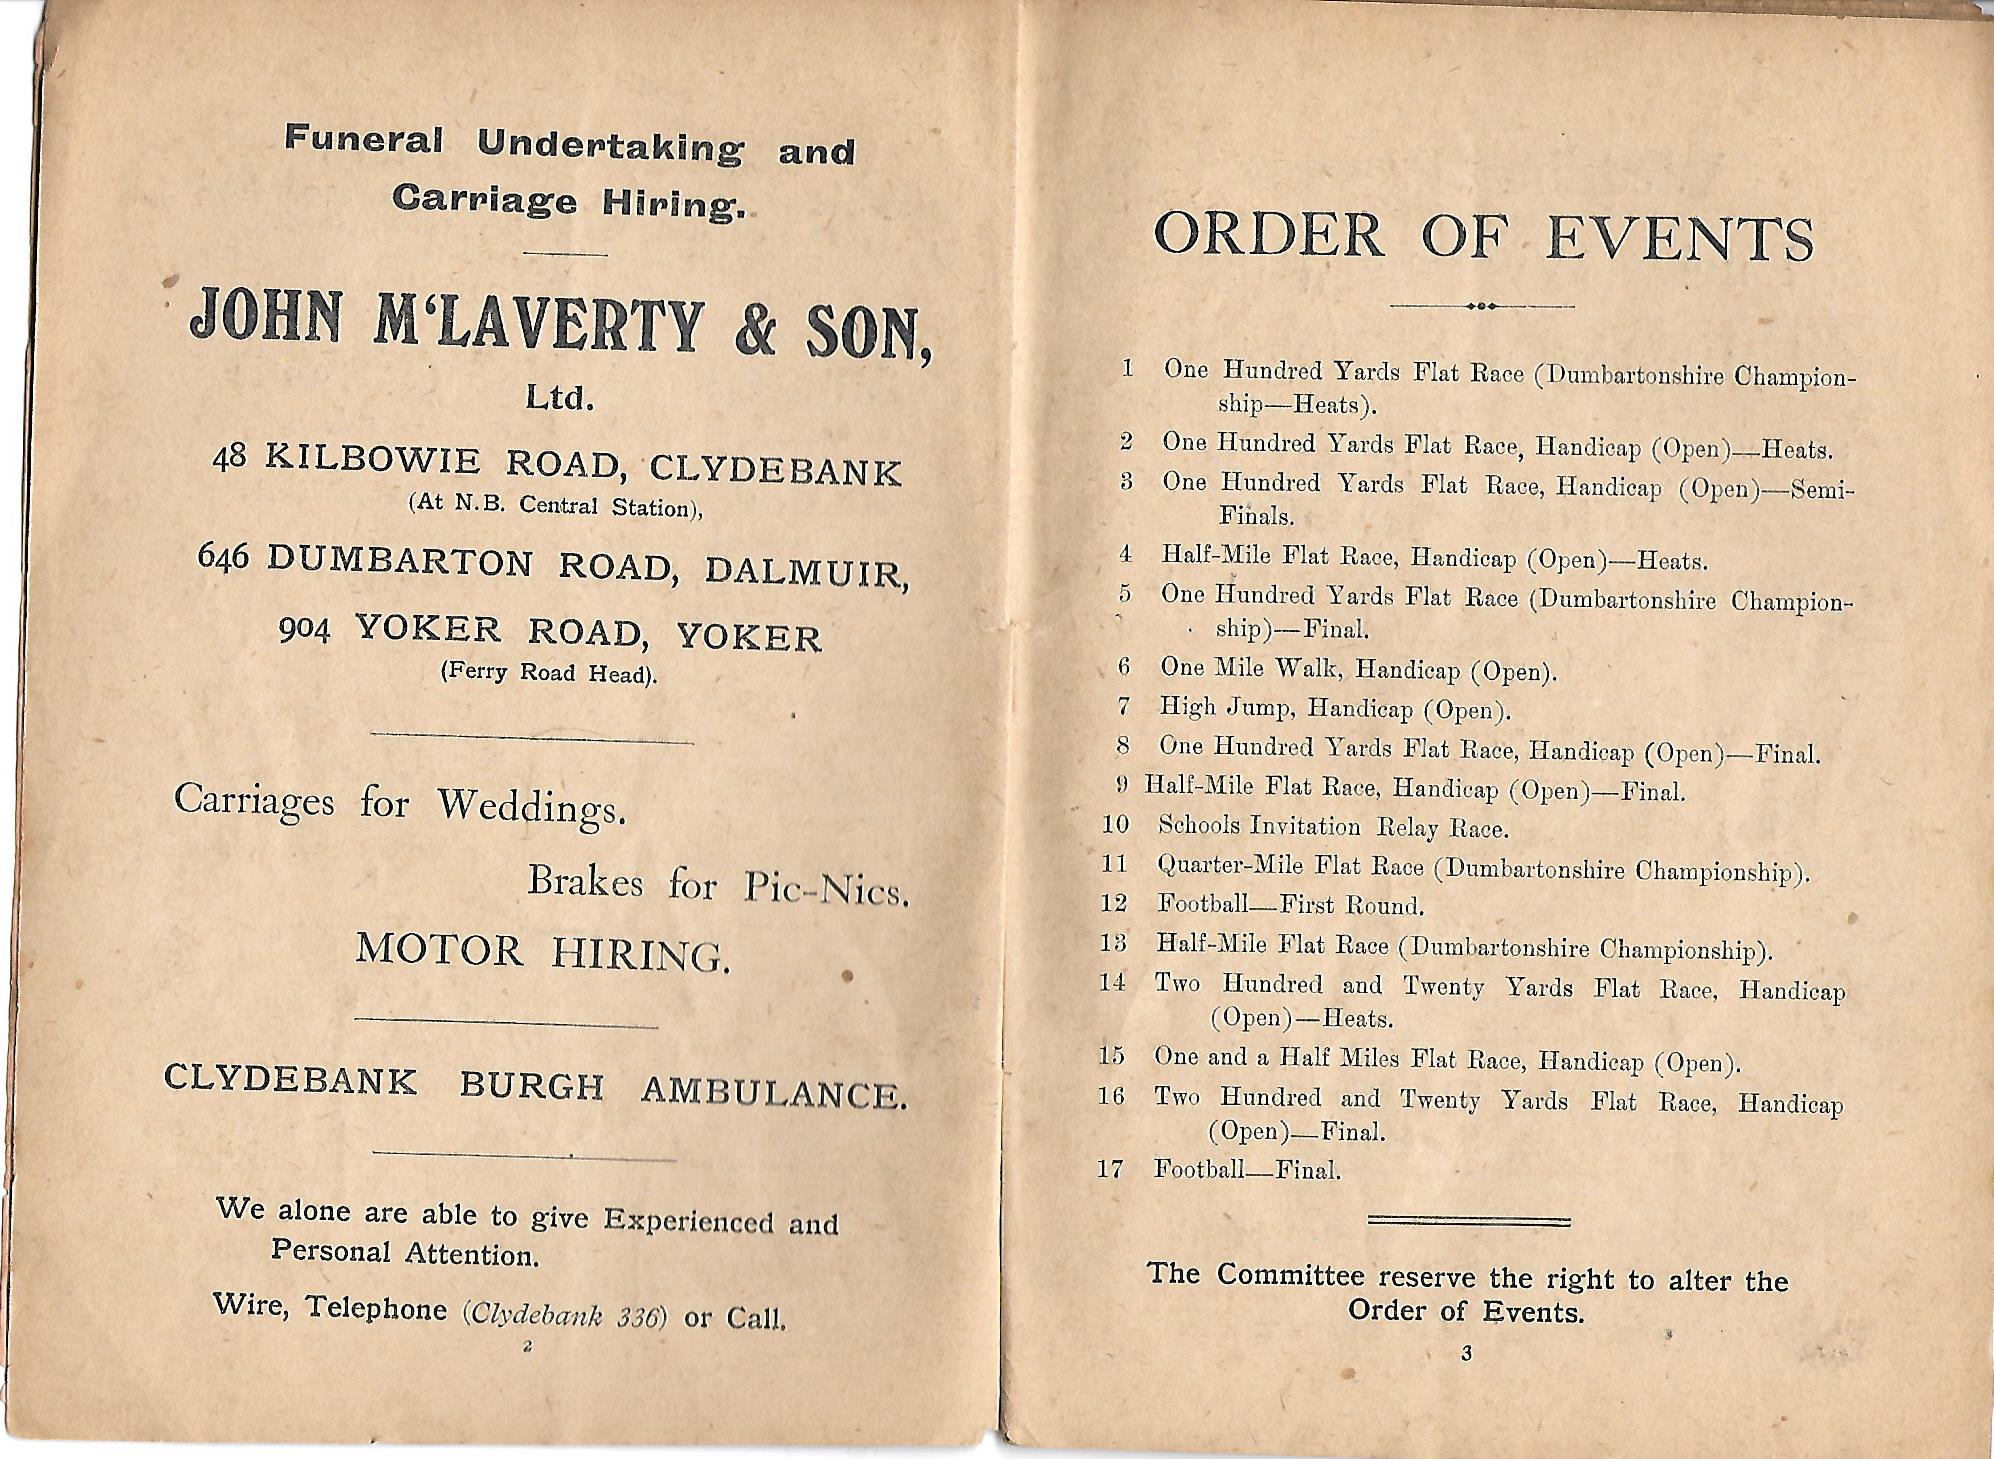 Funeral Undertaking and
Carriage Hiring.
JOHN M‘LAVERTY & SON,
Ltd.
48 KILBOWIE ROAD, CLYDEBANK
(At N.B. Central Station),
646 DUMBARTON ROAD, DALMUIR,
904 YOKER ROAD, YOKER
(Ferry Road Head).
Carriages for Weddings.
Brakes for Pic-Nics.
MOTOR HIRING.
CLYDEBANK BURGH AMBULANCE.
We alone are able to give Experienced and
Personal Attention.
Wire, Telephone (Clydebank 336) or Call.
2
ORDER OF EVENTS
1 One Hundred Yards Flat Race (Dumbartonshire Champion-
ship—Heats).
2 One Hundred Yards Flat Race, Handicap (Open)—Heats.
3 One Hundred Yards Flat Race, Handicap (Open)—Semi-
Finals.
4 Half-Mile Flat Race, Handicap (Open)—Heats.
5 One Hundred Yards Flat Race (Dumbartonshire Champion-
ship)—Final.
6 One Mile Walk, Handicap (Open).
7 High Jump, Handicap (Open).
8 One Hundred Yards Flat Race, Handicap (Open)—Final.
9 Half-Mile Flat Race, Handicap (Open)—Final.
10 Schools Invitation Relay Race.
11 Quarter-Mile Flat Race (Dumbartonshire Championship).
12 Football—First Round.
13 Half-Mile Flat Race (Dumbartonshire Championship).
14 Two Hundred and Twenty Yards Flat Race, Handicap
(Open)—Heats.
15 One and a Half Miles Flat Race, Handicap (Open).
16 Two Hundred and Twenty Yards Flat Race, Handicap
(Open)—Final.
17 Football—Final.
The Committee reserve the right to alter the
Order of Events.
3